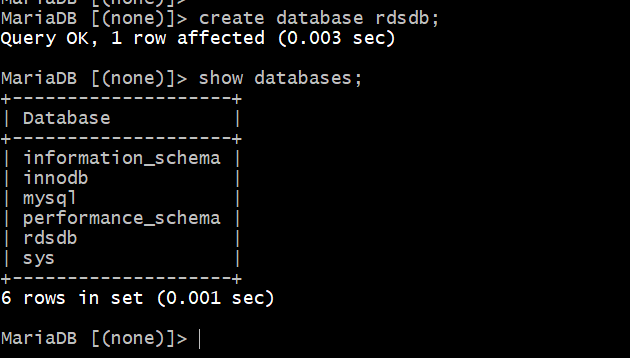 MariaDB [(none)]> create database rdsdb;
Query OK, 1 row affected (0.003 sec)
MariaDB [(none)]> show databases;
+--------------------+
| Database           |
+--------------------+
| information_schema |
| innodb             |
| mysql              |
| performance_schema |
| rdsdb              |
| sys                |
+--------------------+
6 rows in set (0.001 sec)
MariaDB [(none)]>